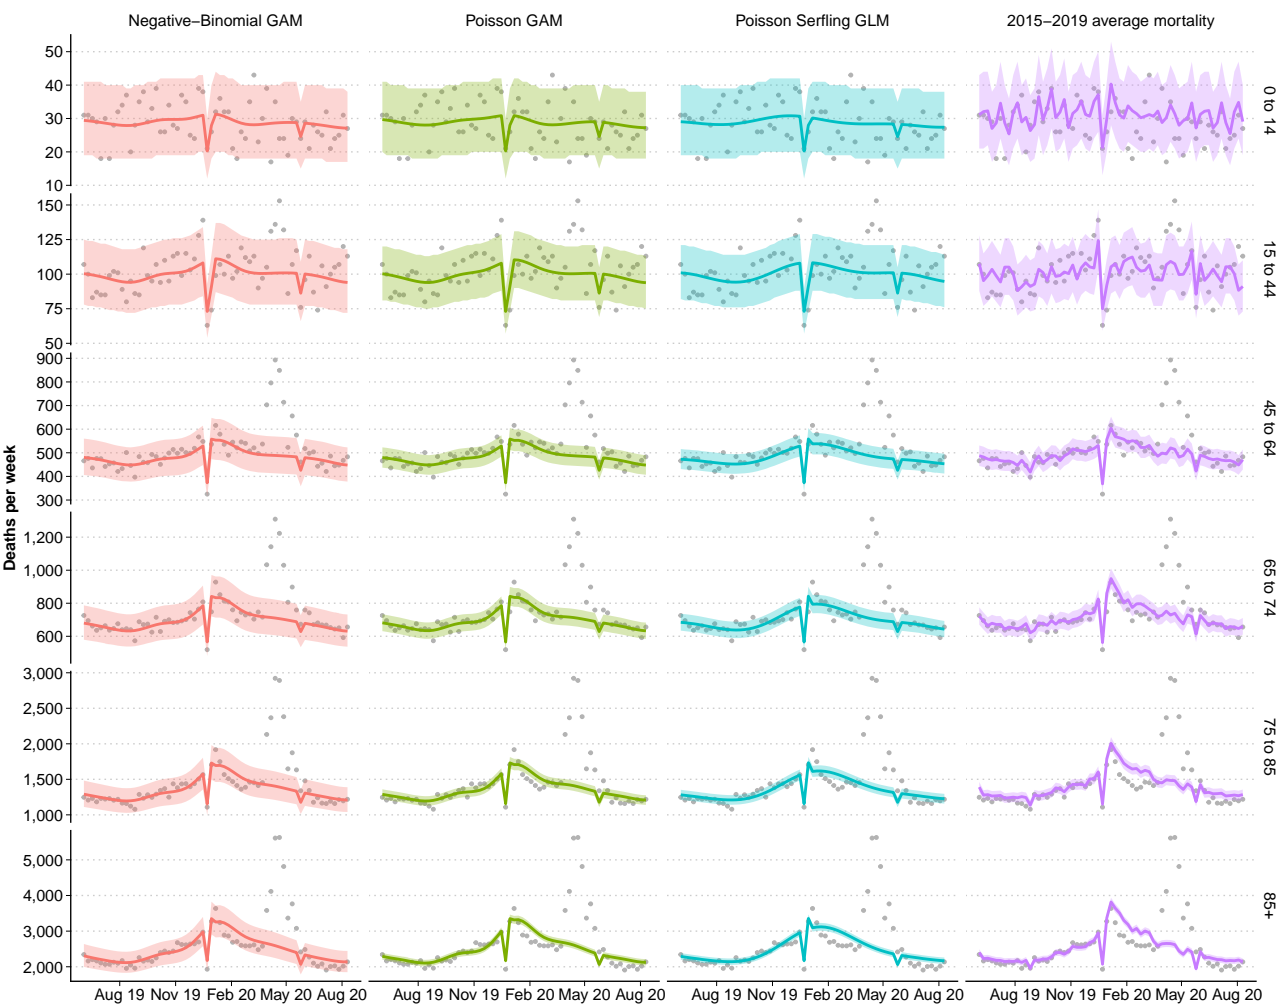 Negative−Binomial GAM
Poisson GAM
Poisson Serfling GLM
2015−2019 average mortality
50
40
30
20
10
0 to 14
150
125
100
75
50
15 to 44
900
800
700
600
500
400
300
45 to 64
1,200
1,000
800
600
65 to 74
3,000
2,500
2,000
1,500
1,000
75 to 85
5,000
4,000
3,000
2,000
85+
Deaths per week
Aug 19 Nov 19 Feb 20 May 20 Aug 20
Aug 19 Nov 19 Feb 20 May 20 Aug 20
Aug 19 Nov 19 Feb 20 May 20 Aug 20
Aug 19 Nov 19 Feb 20 May 20 Aug 20